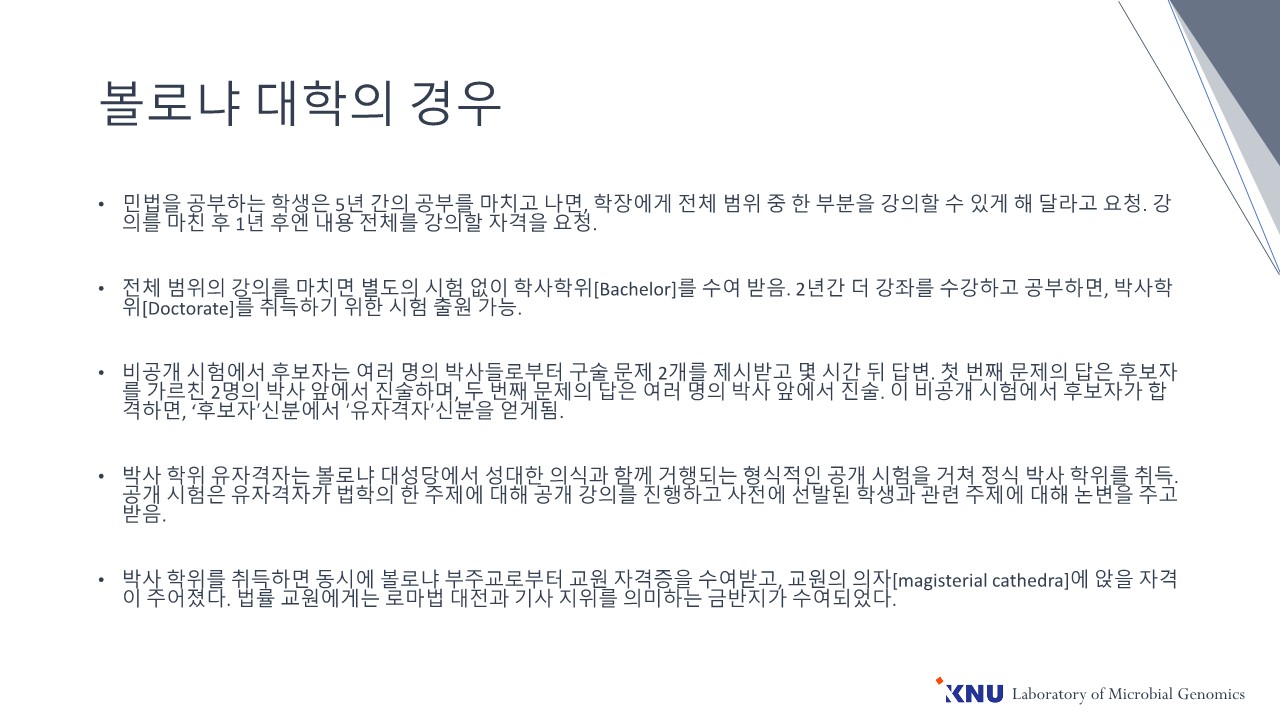 볼로냐 대학의 경우
• 민법을 공부하는 학생은 5년 간의 공부를 마치고 나면, 학장에게 전체 범위 중 한 부분을 강의할 수 있게 해 달라고 요청. 강
의를 마친 후 1년 후엔 내용 전체를 강의할 자격을 요청.
• 전체 범위의 강의를 마치면 별도의 시험 없이 학사학위[Bachelor]를 수여 받음. 2년간 더 강좌를 수강하고 공부하면, 박사학
위[Doctorate]를 취득하기 위한 시험 출원 가능.
• 비공개 시험에서 후보자는 여러 명의 박사들로부터 구술 문제 2개를 제시받고 몇 시간 뒤 답변. 첫 번째 문제의 답은 후보자
를 가르친 2명의 박사 앞에서 진술하며, 두 번째 문제의 답은 여러 명의 박사 앞에서 진술. 이 비공개 시험에서 후보자가 합
격하면, ‘후보자’신분에서 ‘유자격자’신분을 얻게됨.
• 박사 학위 유자격자는 볼로냐 대성당에서 성대한 의식과 함께 거행되는 형식적인 공개 시험을 거쳐 정식 박사 학위를 취득.
공개 시험은 유자격자가 법학의 한 주제에 대해 공개 강의를 진행하고 사전에 선발된 학생과 관련 주제에 대해 논변을 주고
받음.
• 박사 학위를 취득하면 동시에 볼로냐 부주교로부터 교원 자격증을 수여받고, 교원의 의자[magisterial cathedra]에 앉을 자격
이 주어졌다. 법률 교원에게는 로마법 대전과 기사 지위를 의미하는 금반지가 수여되었다.
KNU Laboratory of Microbial Genomics